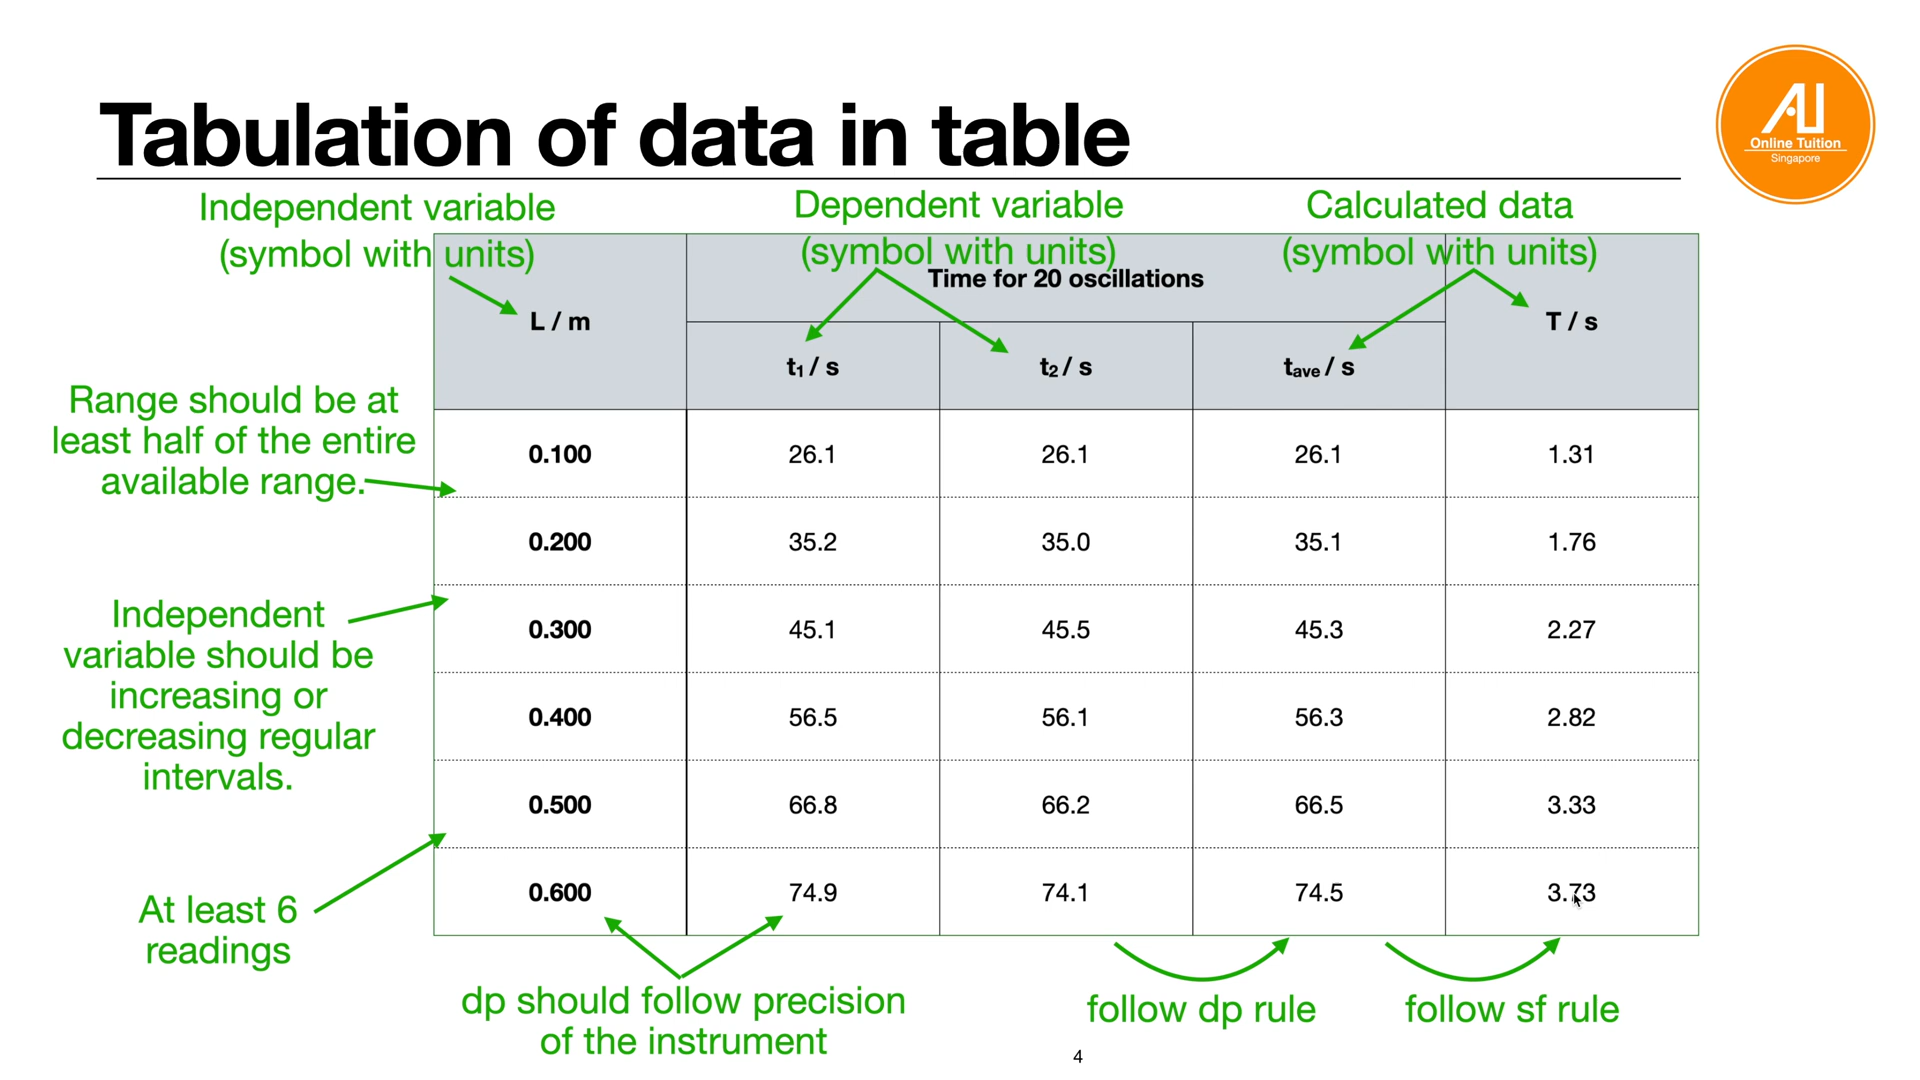 Tabulation of data in table
AU
Online Tuition
Singapore
Independent variable
(symbol with units)
Dependent variable
(symbol with units)
Calculated data
(symbol with units)
L / m
Time for 20 oscillations
T / s
t1 / s
t2 / s
tave / s
0.100 26.1 26.1 26.1 1.31
0.200 35.2 35.0 35.1 1.76
0.300 45.1 45.5 45.3 2.27
0.400 56.5 56.1 56.3 2.82
0.500 66.8 66.2 66.5 3.33
0.600 74.9 74.1 74.5 3.73
Range should be at
least half of the entire
available range.
Independent
variable should be
increasing or
decreasing regular
intervals.
At least 6
readings
dp should follow precision
of the instrument
follow dp rule
follow sf rule
4